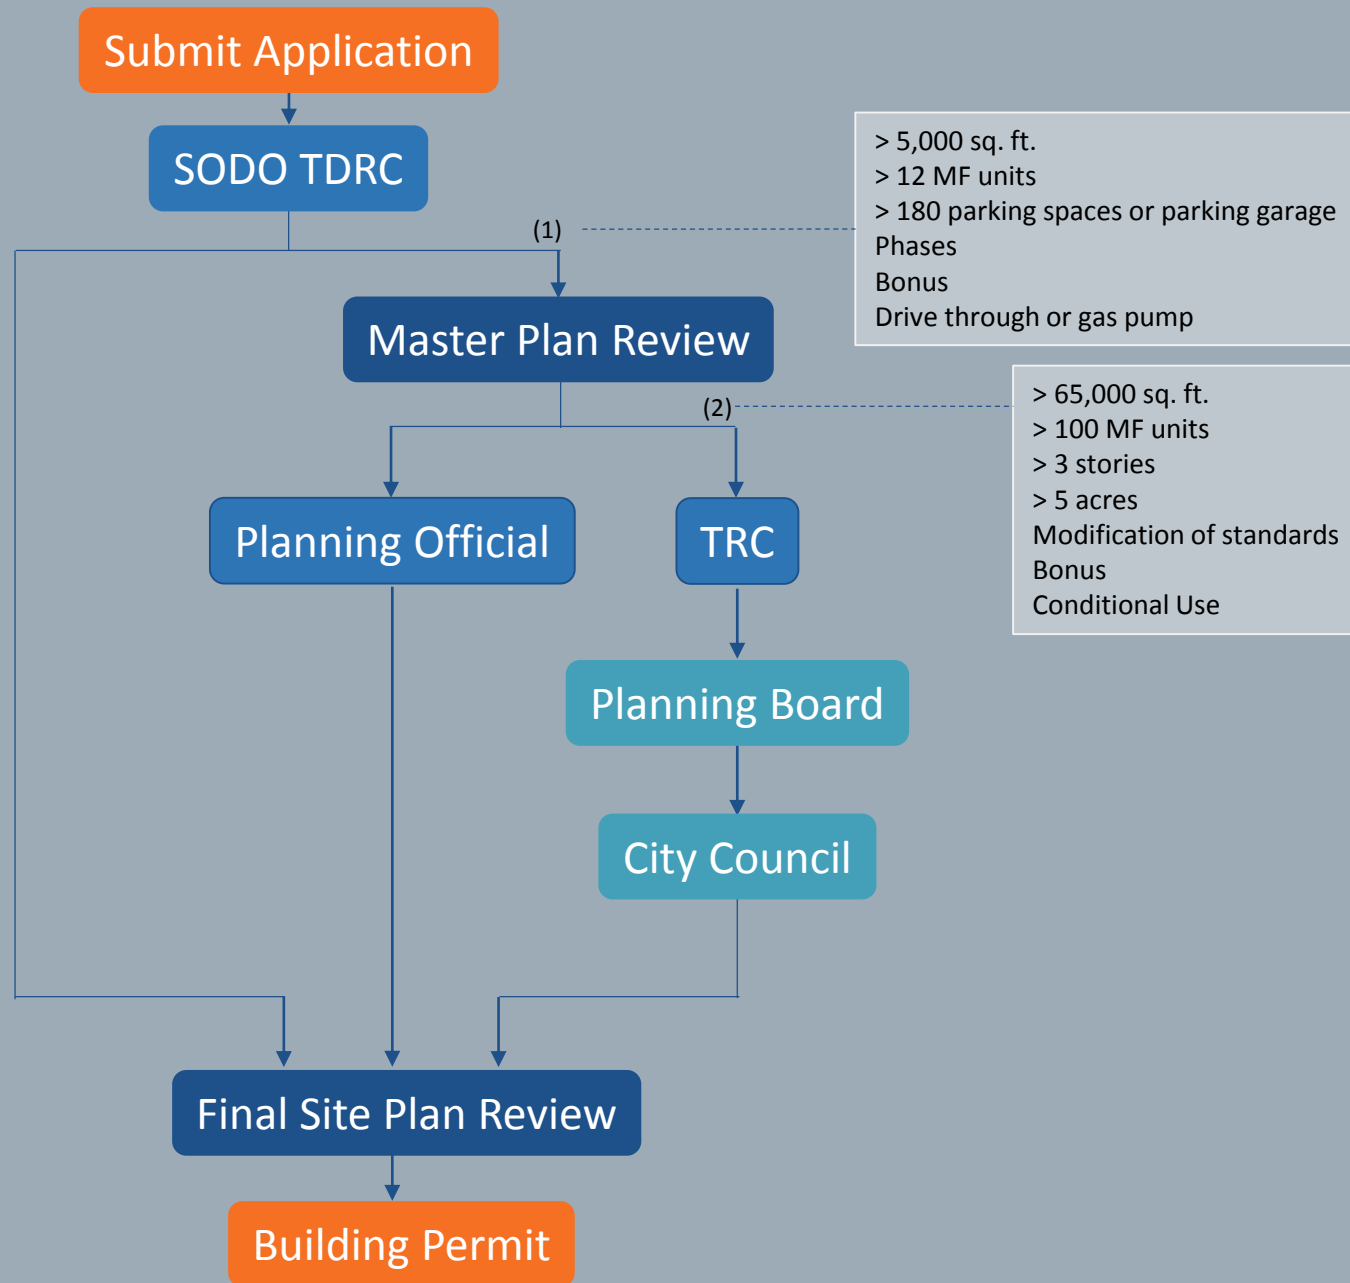 Submit Application
SODO TDRC
(1)
> 5,000 sq. ft.
> 12 MF units
> 180 parking spaces or parking garage
Phases
Bonus
Drive through or gas pump
Master Plan Review
(2)
> 65,000 sq. ft.
> 100 MF units
> 3 stories
> 5 acres
Modification of standards
Bonus
Conditional Use
Planning Official
TRC
Planning Board
City Council
Final Site Plan Review
Building Permit